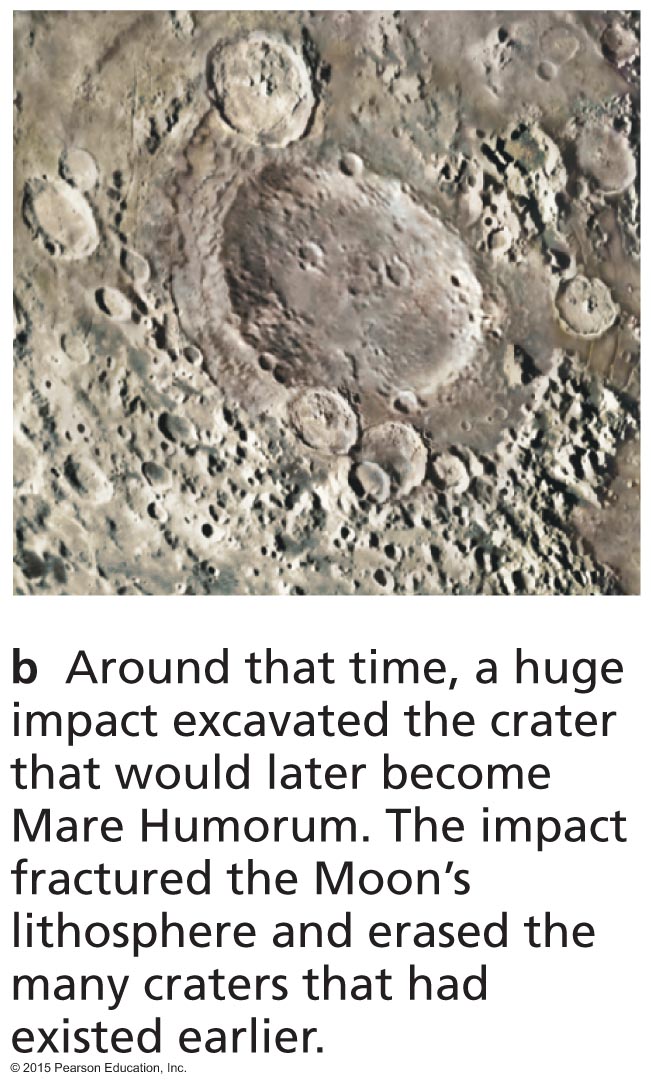 b Around that time, a huge
impact excavated the crater
that would later become
Mare Humorum. The impact
fractured the Moon’s
lithosphere and erased the
many craters that had
existed earlier.
© 2015 Pearson Education, Inc.